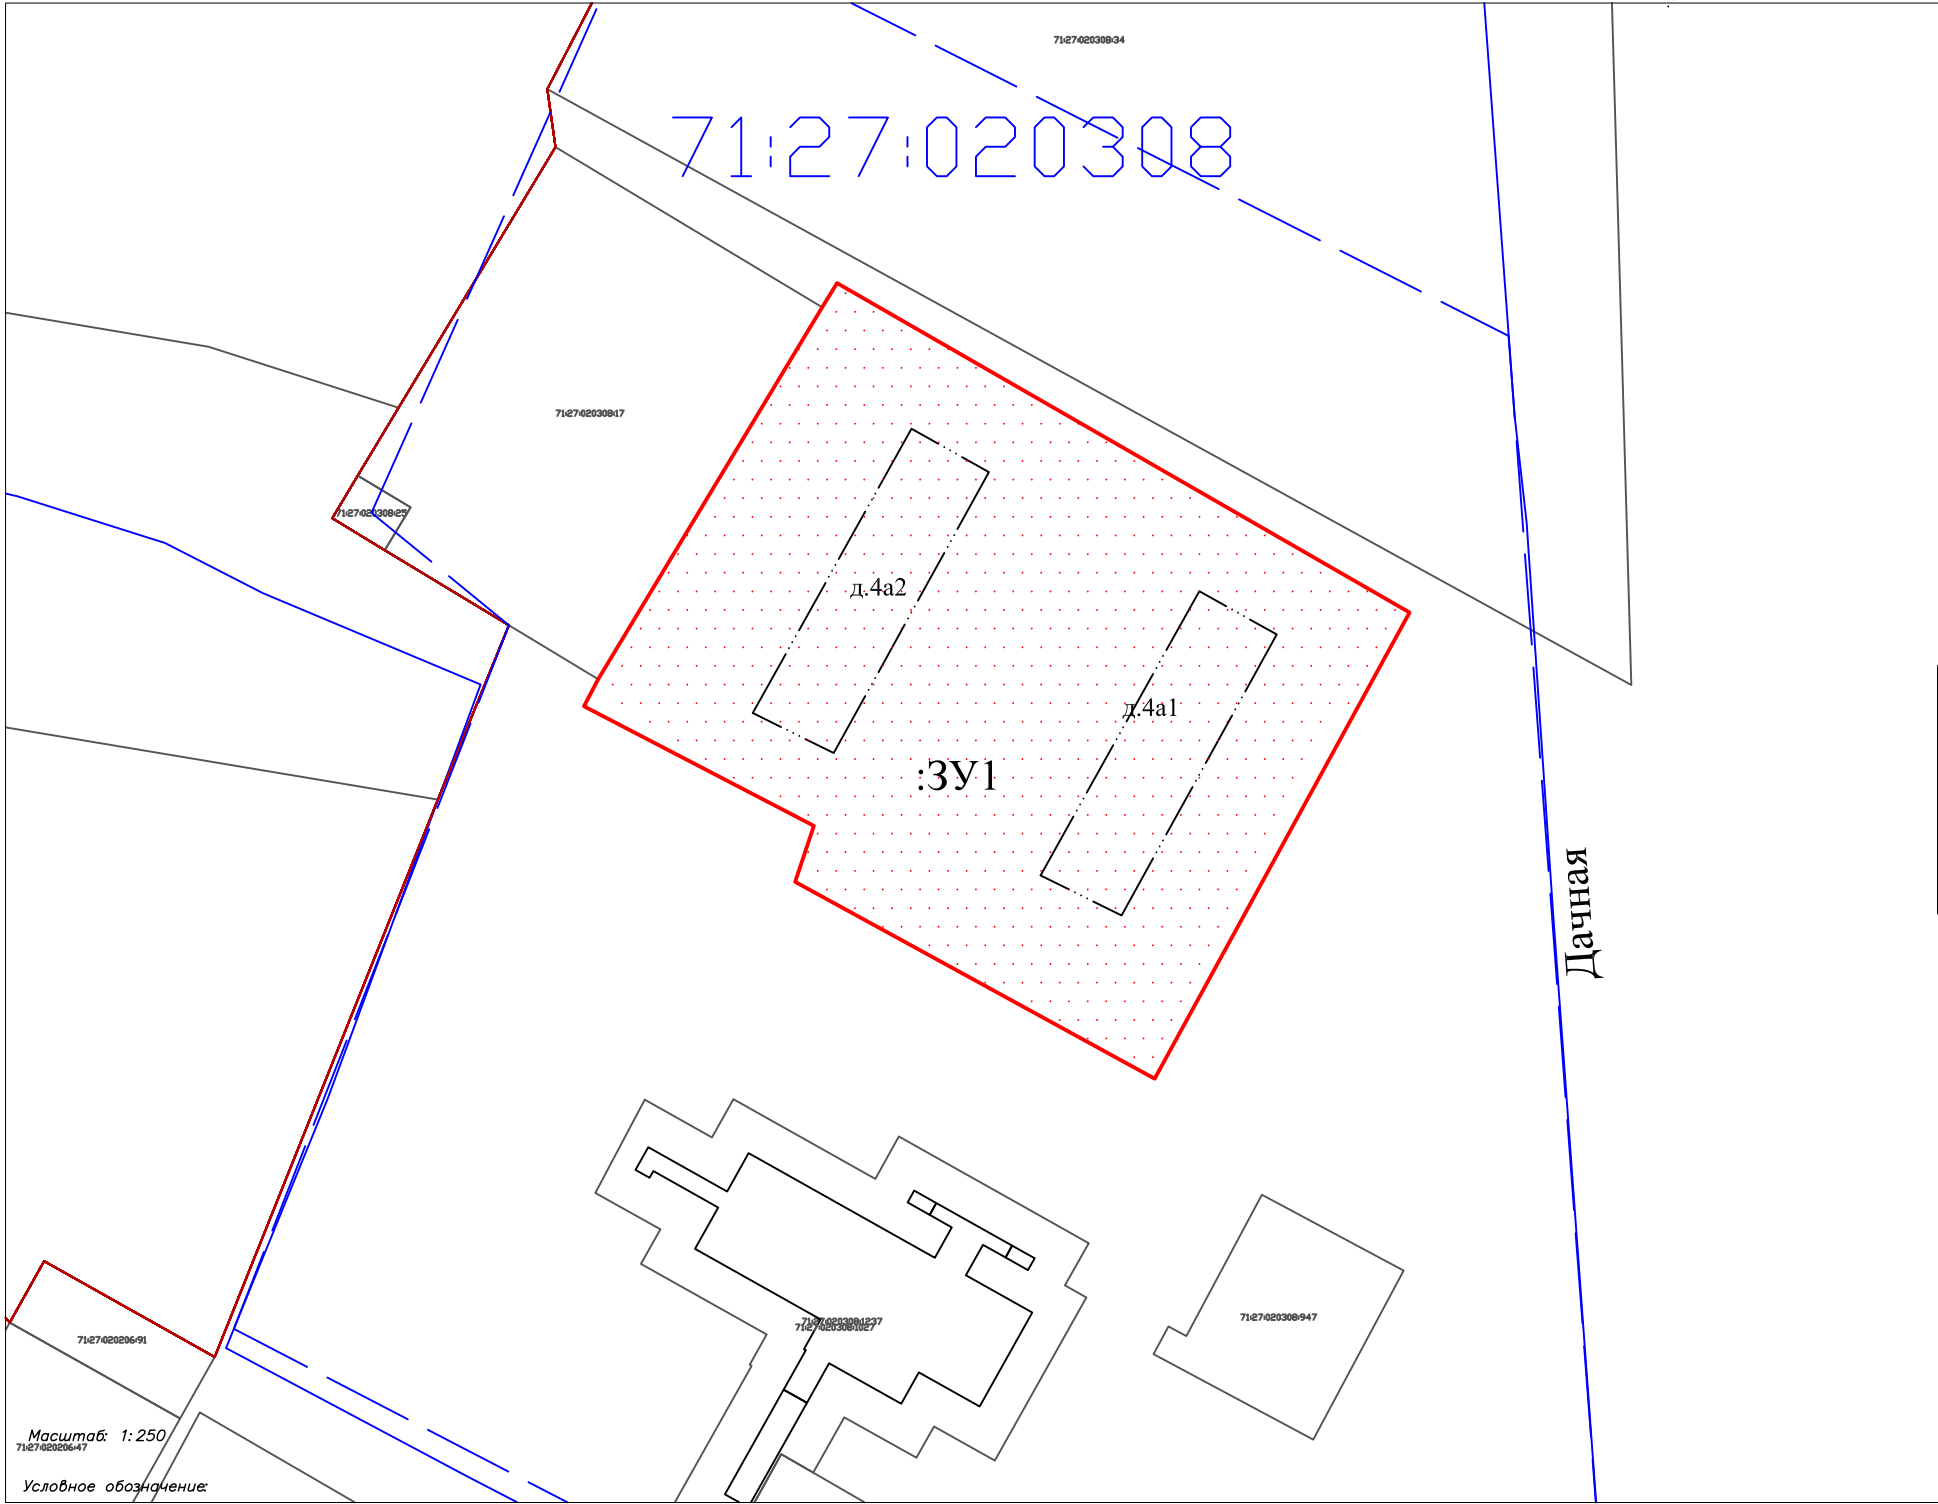 71:27:020308:34
71:27:020308
71:27:020308:17
71:27:020308:25
д.4а2
д.4а1
:ЗУ1
Дачная
71:27:020308:1237
71:27:020308:1027
71:27:020308:947
71:27:020206:91
Масштаб: 1:250
71:27:020206:47
Условное обозначение: